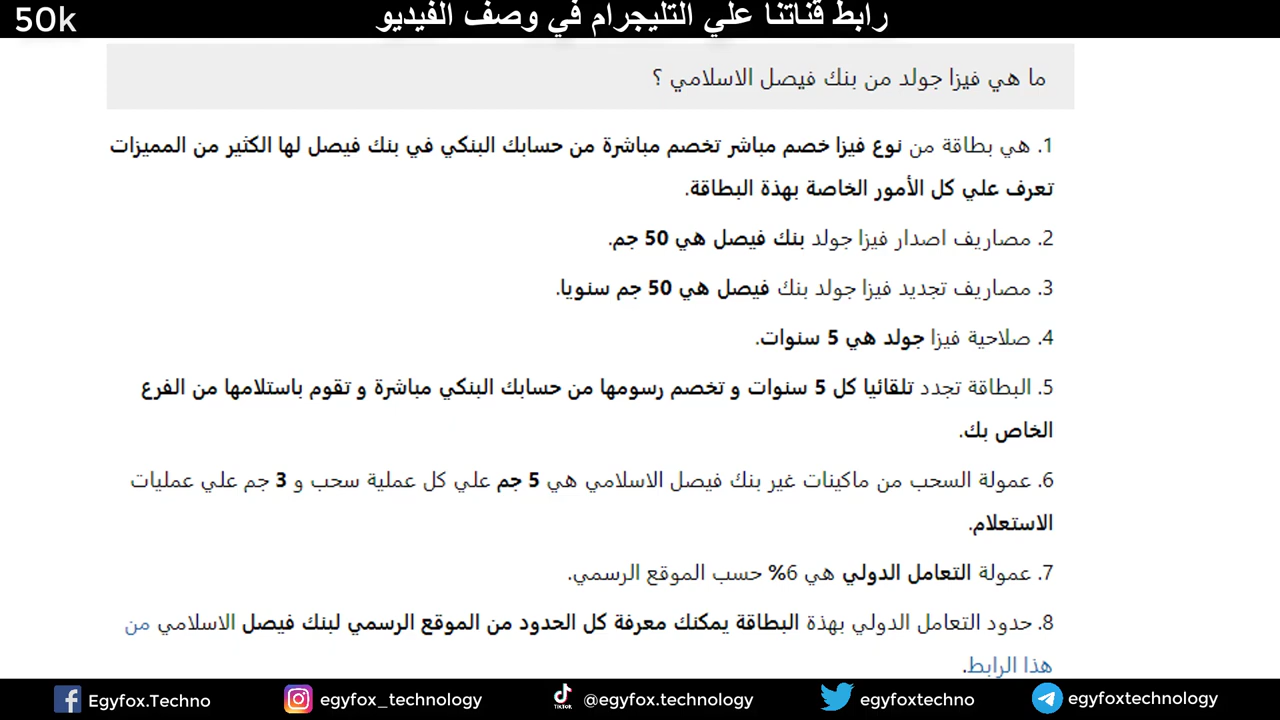 50k
رابط قناتنا علي التليجرام في وصف الفيديو
ما هي فيزا جولد من بنك فيصل الاسلامي ؟
1. هي بطاقة من نوع فيزا خصم مباشر تخصم مباشرة من حسابك البنكي في بنك فيصل لها الكثير من المميزات
تعرف علي كل الأمور الخاصة بهذة البطاقة.
2. مصاريف اصدار فيزا جولد بنك فيصل هي 50 جم.
3. مصاريف تجديد فيزا جولد بنك فيصل هي 50 جم سنويا.
4. صلاحية فيزا جولد هي 5 سنوات.
5. البطاقة تجدد تلقائيا كل 5 سنوات و تخصم رسومها من حسابك البنكي مباشرة و تقوم باستلامها من الفرع
الخاص بك.
6. عمولة السحب من ماكينات غير بنك فيصل الاسلامي هي 5 جم علي كل عملية سحب و 3 جم علي عمليات
الاستعلام.
7. عمولة التعامل الدولي هي 6% حسب الموقع الرسمي.
8. حدود التعامل الدولي بهذة البطاقة يمكنك معرفة كل الحدود من الموقع الرسمي لبنك فيصل الاسلامي من
هذا الرابط.
Egyfox.Techno
egyfox_technology
TikTok
@egyfox.technology
egyfoxtechno
egyfoxtechnology